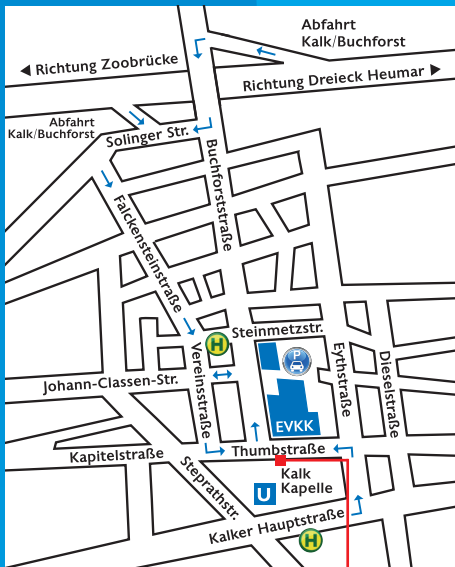 Abfahrt
Kalk/Buchforst
Richtung Zoobrücke
Richtung Dreieck Heumar
Abfahrt
Kalk/Buchforst
Solinger Str.
Buchforststraße
Falckensteinstraße
Steinmetzstr.
H
P
Vereinsstraße
Eythstraße
Dieselstraße
Johann-Classen-Str.
EVKK
Thumbstraße
Kapitelstraße
Kalk
Kapelle
U
Steprathstr.
Kalker Hauptstraße
H